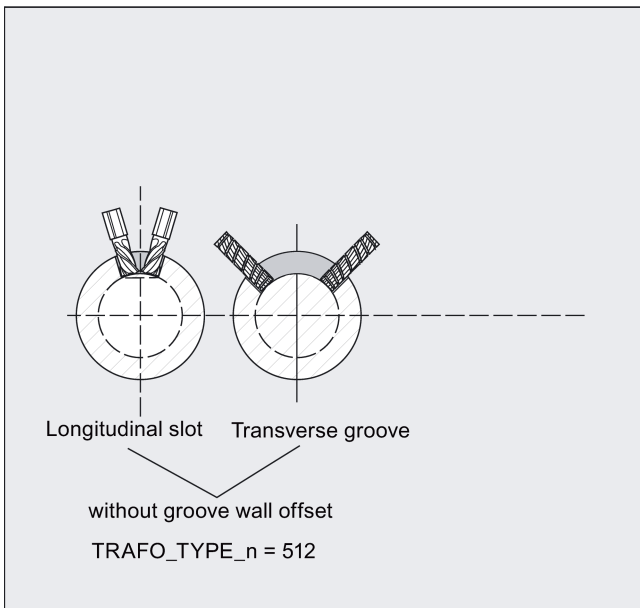 Longitudinal slot
Transverse groove
without groove wall offset
TRAFO_TYPE_n = 512